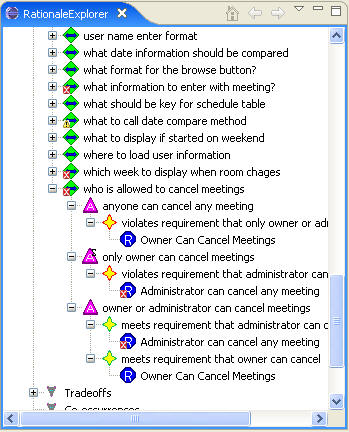 RationaleExplorer
user name enter format
what date information should be compared
what format for the browse button?
what information to enter with meeting?
what should be key for schedule table
what to call date compare method
what to display if started on weekend
where to load user information
which week to display when room chages
who is allowed to cancel meetings
A anyone can cancel any meeting
violates requirement that only owner or adm
R Owner Can Cancel Meetings
A only owner can cancel meetings
violates requirement that administrator can
R Administrator can cancel any meeting
A owner or administrator can cancel meetings
meets requirement that administrator can c
R Administrator can cancel any meeting
meets requirement that owner can cancel
R Owner Can Cancel Meetings
Tradeoffs
Co-occurrences